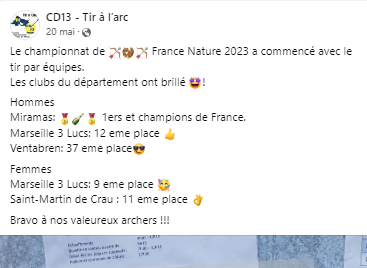 CD13 - Tir à l'arc
20 mai
Le championnat de 🏹🦋🏹 France Nature 2023 a commencé avec le
tir par équipes.
Les clubs du département ont brillé 🤩!
Hommes
Miramas: 🏅🍾🏅 1ers et champions de France.
Marseille 3 Lucs: 12 eme place 👍
Ventabren: 37 eme place😎
Femmes
Marseille 3 Lucs: 9 eme place 🥳
Saint-Martin de Crau : 11 eme place 👌
Bravo à nos valeureux archers !!!